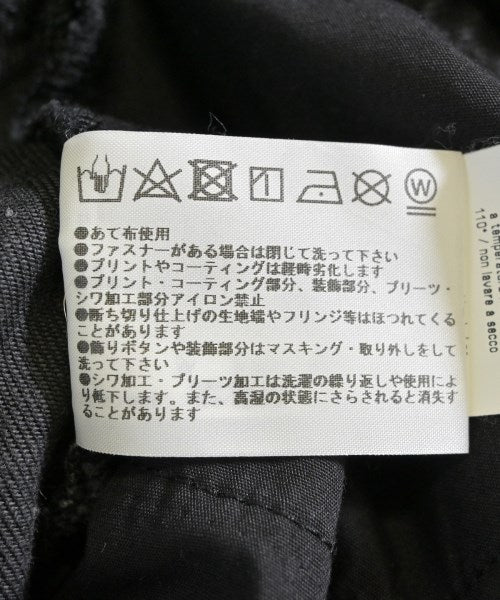 W
●あて布使用
●ファスナーがある場合は閉じて洗って下さい
●プリントやコーティングは経時劣化します
●プリント・コーティング部分、装飾部分、プリーツ・
シワ加工部分アイロン禁止
●断ち切り仕上げの生地端やフリンジ等はほつれてくる
ことがあります
●飾りボタンや装飾部分はマスキング・取り外しをして
洗って下さい
●シワ加工・プリーツ加工は洗濯の繰り返しや使用によ
り低下します。また、高湿の状態にさらされると消失す
ることがあります
a temperatura
110° / non lavare a secco